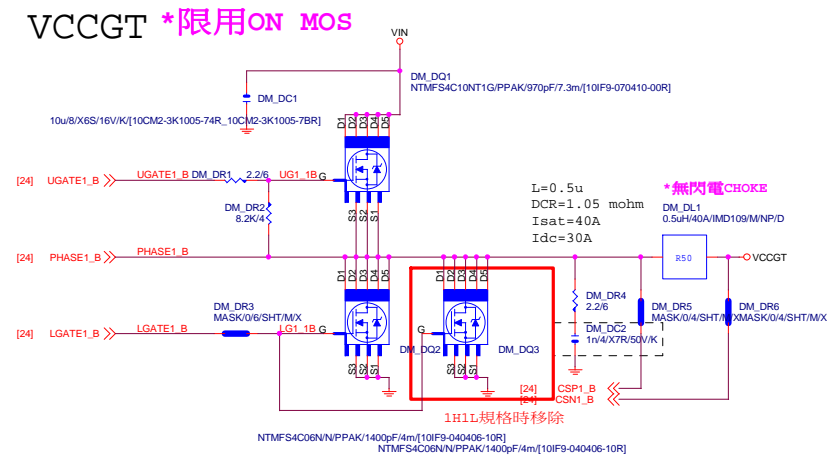 VCCGT *限用ON MOS
VIN
DM_DQ1
NTMFS4C10NT1G/PPAK/970pF/7.3m/[10IF9-070410-00R]
DM_DC1
10u/8/X6S/16V/K/[10CM2-3K1005-74R_10CM2-3K1005-7BR]
D1 D2 D3 D4 D5
[24] UGATE1_B UGATE1_B DM_DR1 2.2/6 UG1_1B G
S3 S2 S1
DM_DR2
8.2K/4
L=0.5u
DCR=1.05 mohm
Isat=40A
Idc=30A
*無閃電CHOKE
DM_DL1
0.5uH/40A/IMD109/M/NP/D
[24] PHASE1_B PHASE1_B
R50
VCCGT
D1 D2 D3 D4 D5
D1 D2 D3 D4 D5
DM_DR3
MASK/0/6/SHT/M/X
[24] LGATE1_B LGATE1_B LG1_1B G
G
DM_DR4
2.2/6
DM_DR5
MASK/0/4/SHT/M/X
DM_DR6
MASK/0/4/SHT/M/X
DM_DC2
1n/4/X7R/50V/K
DM_DQ2
DM_DQ3
S3 S2 S1
S3 S2 S1
[24] CSP1_B
[24] CSN1_B
1H1L規格時移除
NTMFS4C06N/N/PPAK/1400pF/4m/[10IF9-040406-10R]
NTMFS4C06N/N/PPAK/1400pF/4m/[10IF9-040406-10R]